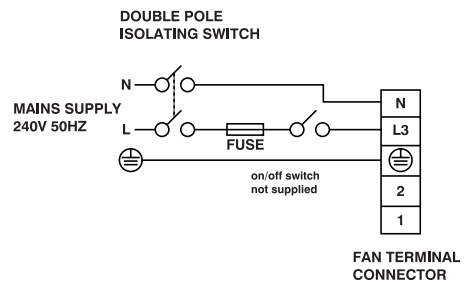 DOUBLE POLE
ISOLATING SWITCH
N
MAINS SUPPLY
240V 50HZ
L
FUSE
on/off switch
not supplied
N
L3
2
1
FAN TERMINAL
CONNECTOR